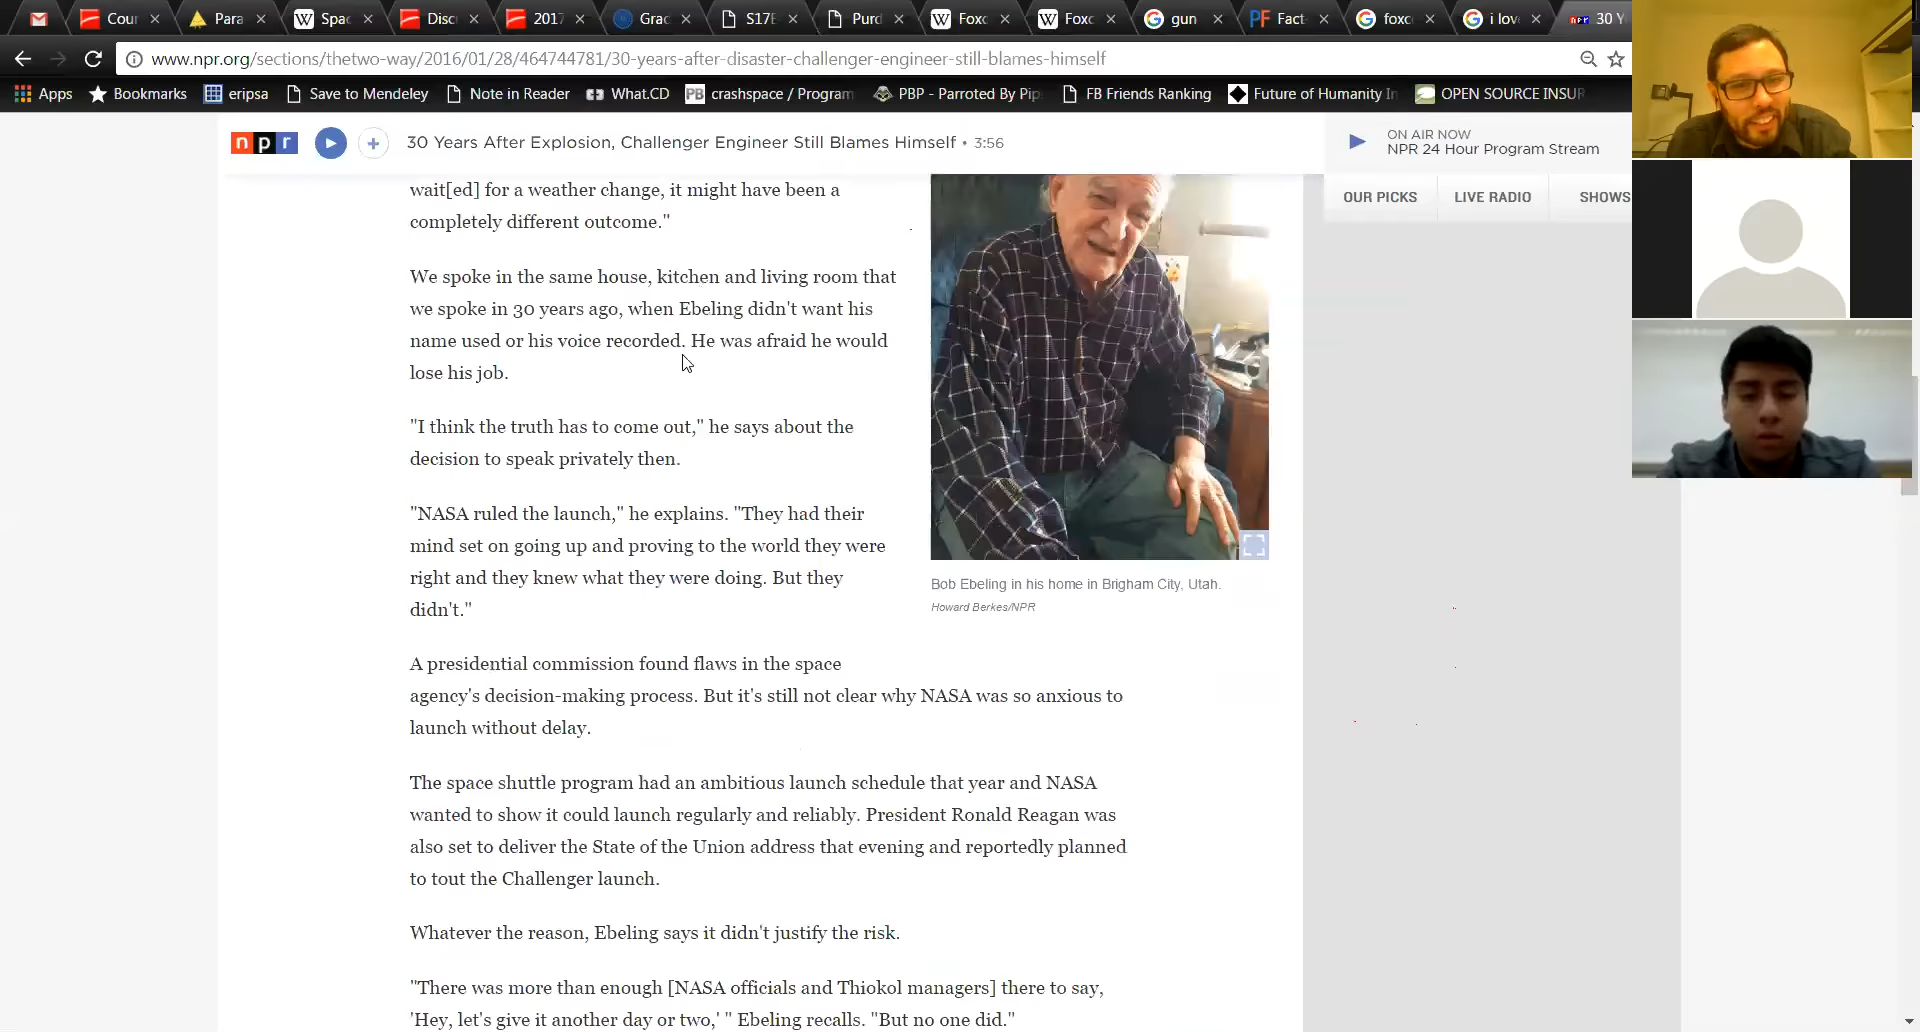 Cour
Para
Spac
Discu
2017
Grac
S17E
Purd
Foxc
Foxc
gun
Fact
foxc
i lov
npr 30 Y
www.npr.org/sections/thetwo-way/2016/01/28/464744781/30-years-after-disaster-challenger-engineer-still-blames-himself
Apps Bookmarks eripsa Save to Mendeley Note in Reader What.CD PB crashspace / Program PBP - Parroted By Pip FB Friends Ranking Future of Humanity In OPEN SOURCE INSUR
npr 30 Years After Explosion, Challenger Engineer Still Blames Himself • 3:56
ON AIR NOW
NPR 24 Hour Program Stream
OUR PICKS LIVE RADIO SHOWS
wait[ed] for a weather change, it might have been a
completely different outcome."
We spoke in the same house, kitchen and living room that
we spoke in 30 years ago, when Ebeling didn't want his
name used or his voice recorded. He was afraid he would
lose his job.
"I think the truth has to come out," he says about the
decision to speak privately then.
"NASA ruled the launch," he explains. "They had their
mind set on going up and proving to the world they were
right and they knew what they were doing. But they
didn't."
Bob Ebeling in his home in Brigham City, Utah.
Howard Berkes/NPR
A presidential commission found flaws in the space
agency's decision-making process. But it's still not clear why NASA was so anxious to
launch without delay.
The space shuttle program had an ambitious launch schedule that year and NASA
wanted to show it could launch regularly and reliably. President Ronald Reagan was
also set to deliver the State of the Union address that evening and reportedly planned
to tout the Challenger launch.
Whatever the reason, Ebeling says it didn't justify the risk.
"There was more than enough [NASA officials and Thiokol managers] there to say,
'Hey, let's give it another day or two,' " Ebeling recalls. "But no one did."